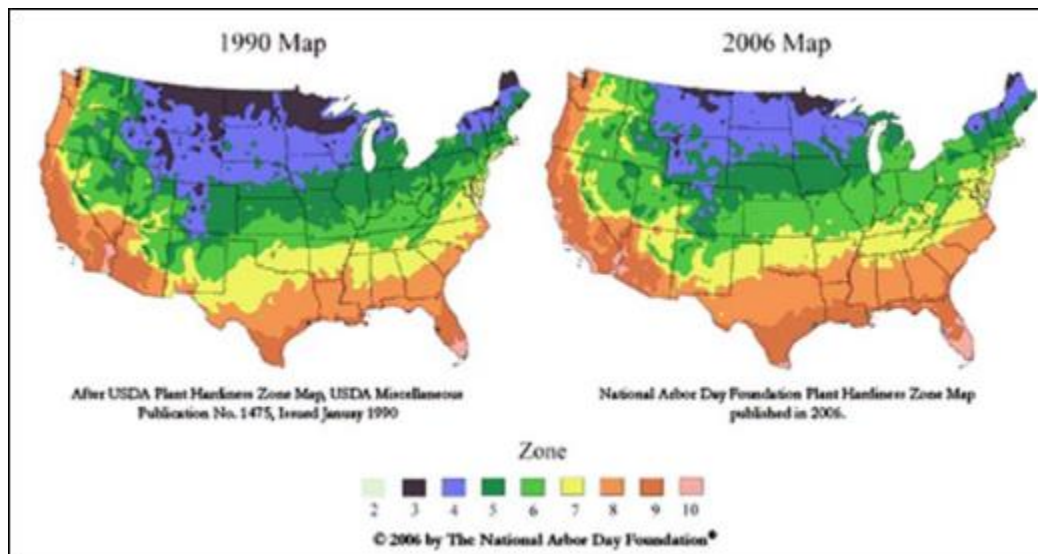 1990 Map
2006 Map
After USDA Plant Hardiness Zone Map, USDA Miscellaneous
Publication No. 1475, Issued Januay 1990
National Arbor Day Foundation Plant Hardiness Zone Map
published in 2006.
Zone
2 3 4 5 6 7 8 9 10
© 2006 by The National Arbor Day Foundation®